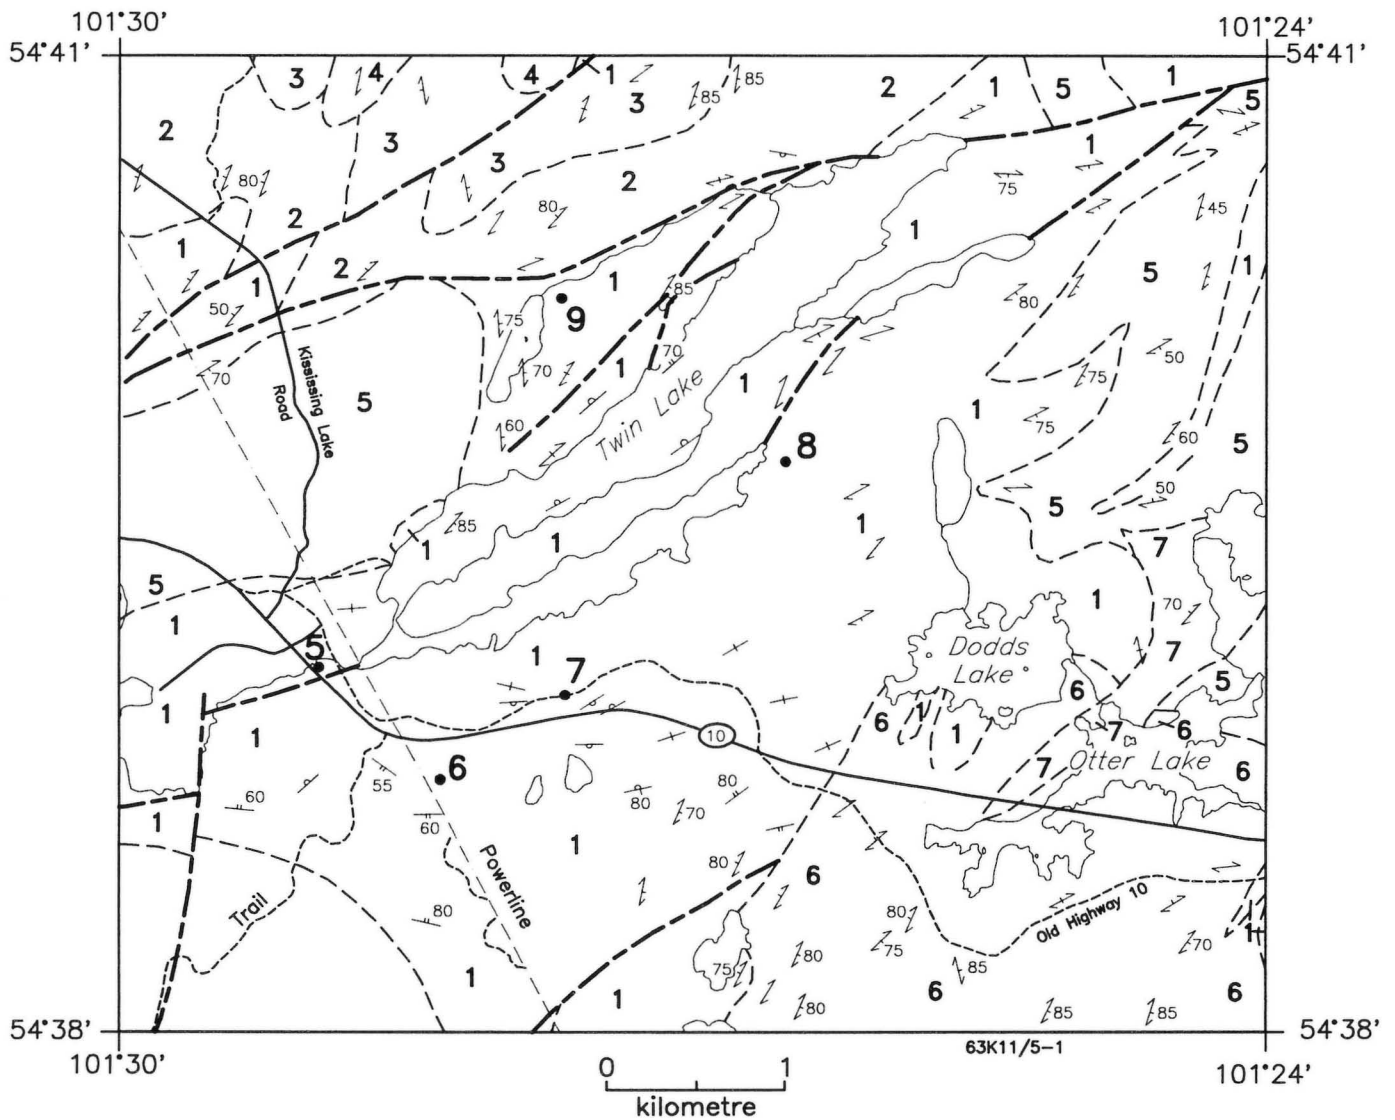 101°30' 101°24'
54°41' 54°41'
3 4 4 1 3 85 85 2 1 5 1 5
2 3 3 1
80 2 80 75 45
2 1
1 2 1 5 1
1 50 85 80
9
75
70 5 70 1 70 1 75 50
Kississing Lake
Road
Twin Lake
60 1 75 60 5
8
85 1 1 1 5 50
7
5 1 70
1
5 1 7 Dodds
Lake
7 5
6
1 1 6 1 1 7 6
10
Otter Lake
7 6
6
55 80
60 60 80 70
1 1 80
6
Powerline
Trail
80 80 75 70 1
Old Highway 10
1 1 75 80 80 85 6 6 85 85
54°38' 54°38'
63K11/5-1
101°30' 101°24'
0 1
kilometre